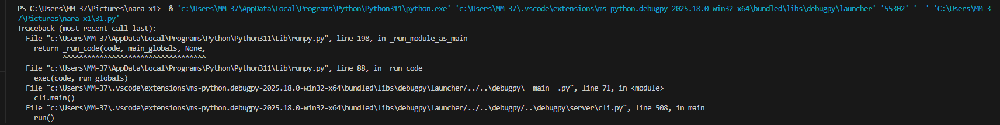 PS C:\Users\MM-37\Pictures\nara x1>  & 'c:\Users\MM-37\AppData\Local\Programs\Python\Python311\python.exe' 'c:\Users\MM-37\.vscode\extensions\ms-python.debugpy-2025.18.0-win32-x64\bundled\libs\debugpy\launcher' '55302' '--' 'C:\Users\MM-3
7\Pictures\nara x1\31.py'
Traceback (most recent call last):
  File "c:\Users\MM-37\AppData\Local\Programs\Python\Python311\Lib\runpy.py", line 198, in _run_module_as_main
    return _run_code(code, main_globals, None,
           ^^^^^^^^^^^^^^^^^^^^^^^^^^^^^^^^^^^
  File "c:\Users\MM-37\AppData\Local\Programs\Python\Python311\Lib\runpy.py", line 88, in _run_code
    exec(code, run_globals)
  File "c:\Users\MM-37\.vscode\extensions\ms-python.debugpy-2025.18.0-win32-x64\bundled\libs\debugpy\launcher/../..\debugpy\__main__.py", line 71, in <module>
    cli.main()
  File "c:\Users\MM-37\.vscode\extensions\ms-python.debugpy-2025.18.0-win32-x64\bundled\libs\debugpy\launcher/../..\debugpy/..\debugpy\server\cli.py", line 508, in main
    run()